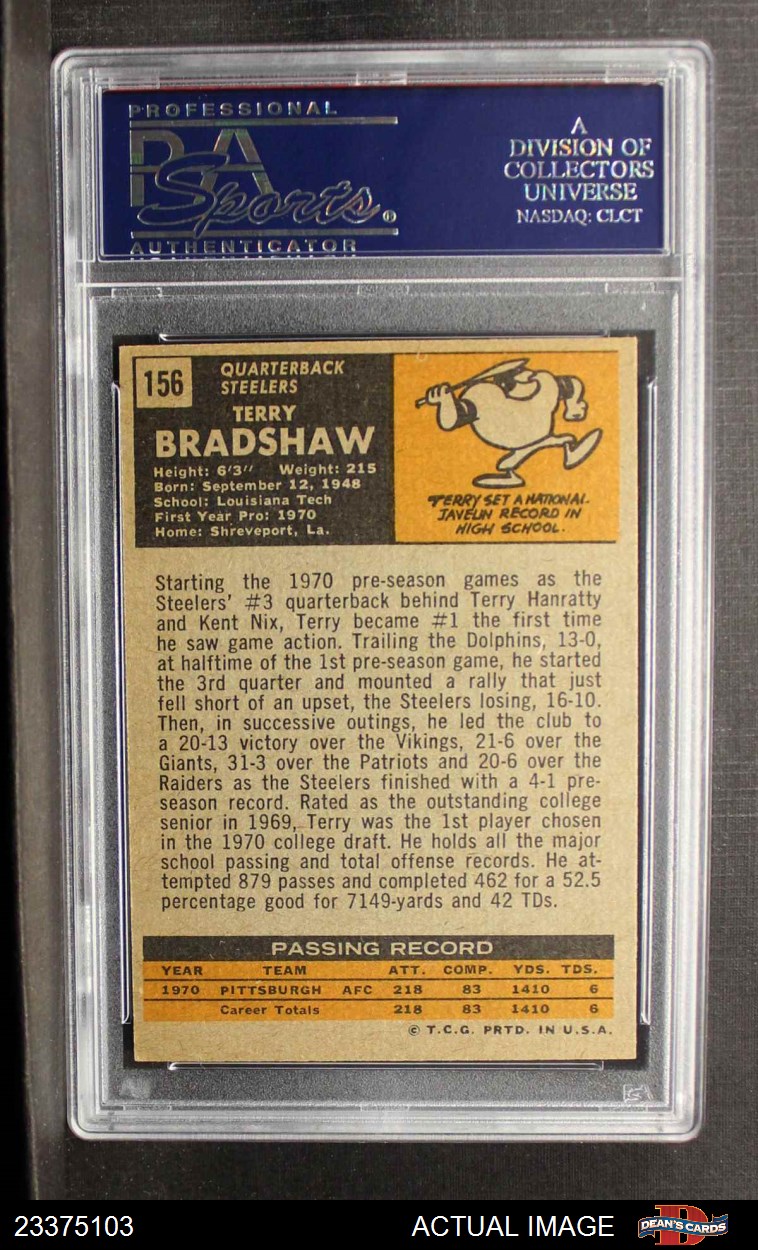 PROFESSIONAL
PSA
Sports®
AUTHENTICATOR
A
DIVISION OF
COLLECTORS
UNIVERSE
NASDAQ: CLCT
156
QUARTERBACK
STEELERS
TERRY
BRADSHAW
Height: 6'3" Weight: 215
Born: September 12, 1948
School: Louisiana Tech
First Year Pro: 1970
Home: Shreveport, La.
TERRY SET A NATIONAL
JAVELIN RECORD IN
HIGH SCHOOL.
Starting the 1970 pre-season games as the
Steelers' #3 quarterback behind Terry Hanratty
and Kent Nix, Terry became #1 the first time
he saw game action. Trailing the Dolphins, 13-0,
at halftime of the 1st pre-season game, he started
the 3rd quarter and mounted a rally that just
fell short of an upset, the Steelers losing, 16-10.
Then, in successive outings, he led the club to
a 20-13 victory over the Vikings, 21-6 over the
Giants, 31-3 over the Patriots and 20-6 over the
Raiders as the Steelers finished with a 4-1 pre-
season record. Rated as the outstanding college
senior in 1969, Terry was the 1st player chosen
in the 1970 college draft. He holds all the major
school passing and total offense records. He at-
tempted 879 passes and completed 462 for a 52.5
percentage good for 7149-yards and 42 TDs.
PASSING RECORD
YEAR TEAM ATT. COMP. YDS. TDS.
1970 PITTSBURGH AFC 218 83 1410 6
Career Totals 218 83 1410 6
© T.C.G. PRTD. IN U.S.A.
PSA
23375103
ACTUAL IMAGE
DEAN'S CARDS